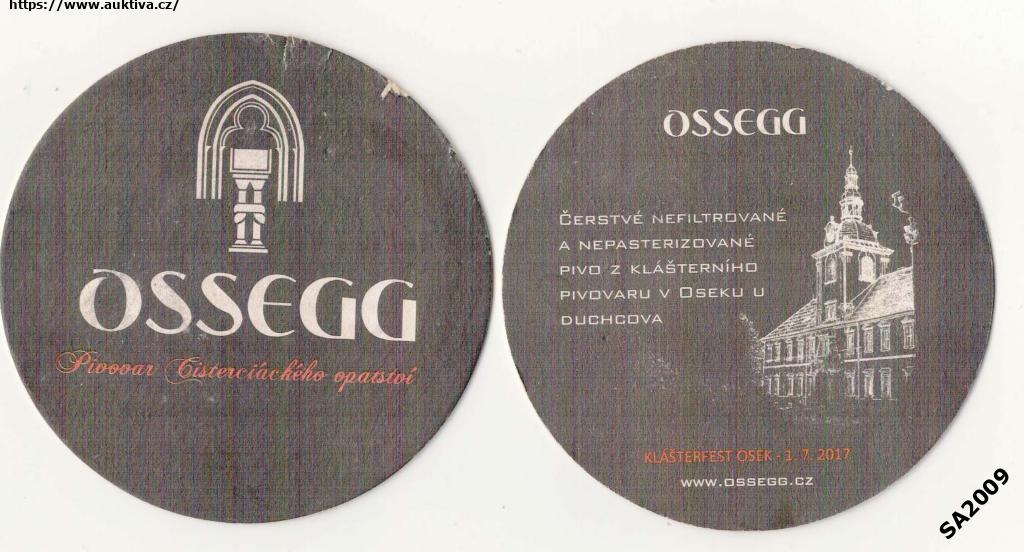 https://www.auktiva.cz/
OSSEGG
Pivovar Cisterciáckého opatství
OSSEGG
Čerstvé nefiltrované
a nepasterizované
pivo z klášterního
pivovaru v Oseku u
Duchcova
KLÁŠTERFEST OSEK - 1. 7. 2017
www.ossegg.cz
SA2009